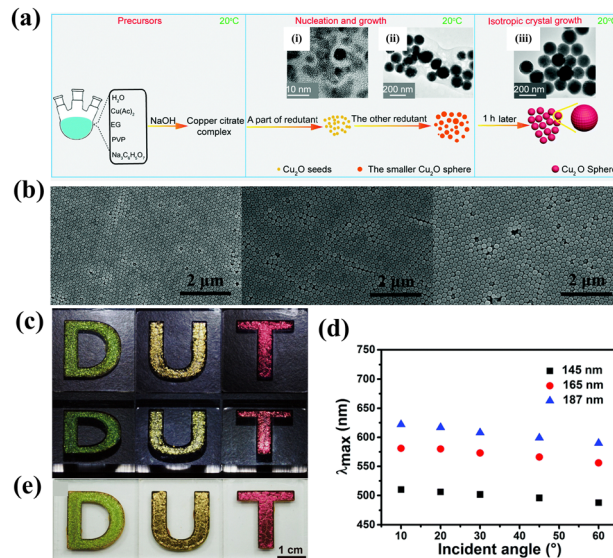 (a)
Precursors 20°C
Nucleation and growth 20°C
Isotropic crystal growth 20°C
(i)
(ii)
(iii)
10 nm
200 nm
200 nm
H₂O
Cu(Ac)₂
EG
PVP
Na₃C₆H₅O₇
NaOH
Copper citrate
complex
A part of redutant
The other redutant
1 h
later
Cu₂O seeds
The smaller Cu₂O sphere
Cu₂O Sphere
(b)
2 μm
2 μm
2 μm
(c)
D U T
D U T
(e)
D U T
1 cm
(d)
750
700
650
600
550
500
450
λ-max (nm)
145 nm
165 nm
187 nm
10 20 30 40 50 60
Incident angle (°)